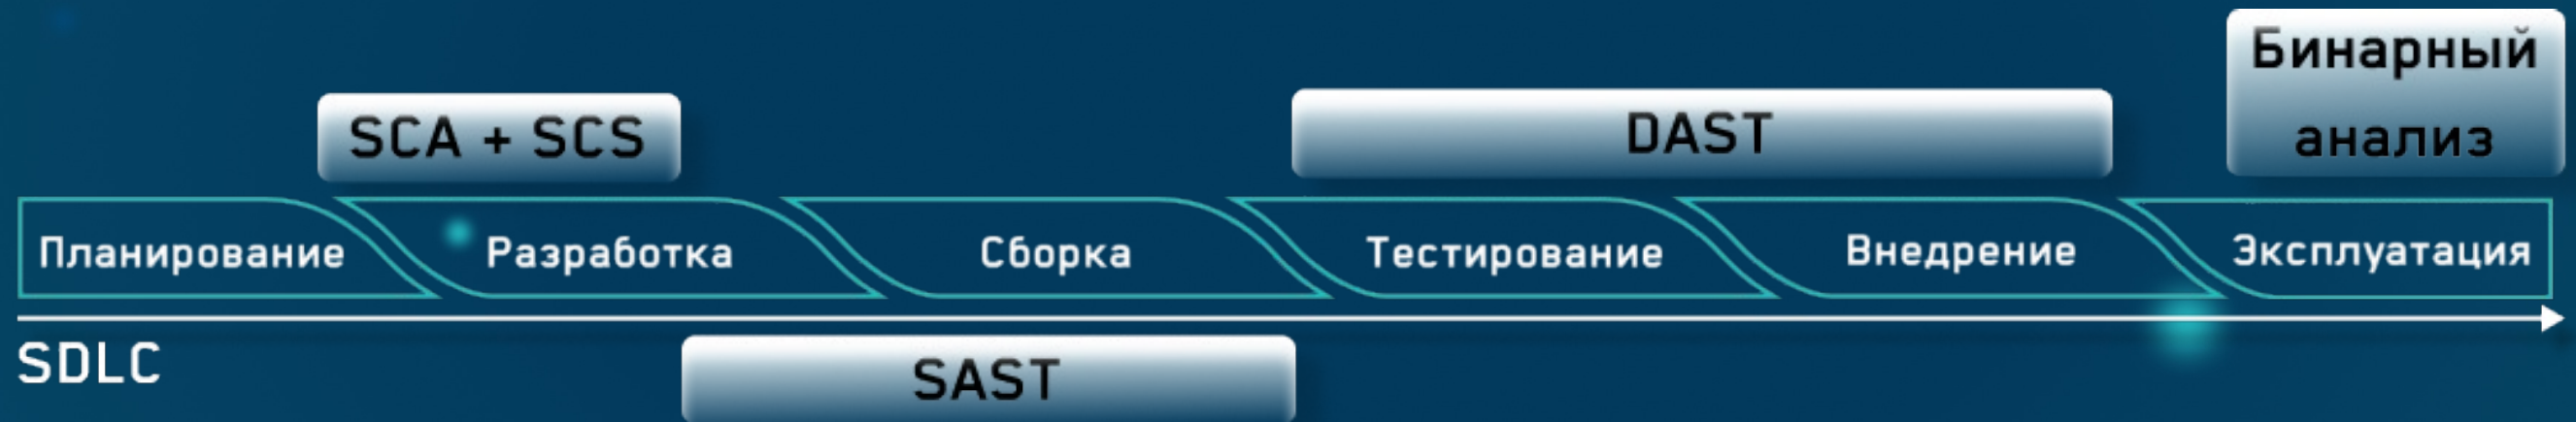 Бинарный
анализ
SCA + SCS
DAST
Планирование
Разработка
Сборка
Тестирование
Внедрение
Эксплуатация
SDLC
SAST